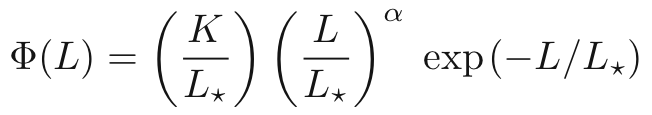 Φ(L) = (K/L⋆) (L/L⋆)^α exp(−L/L⋆)